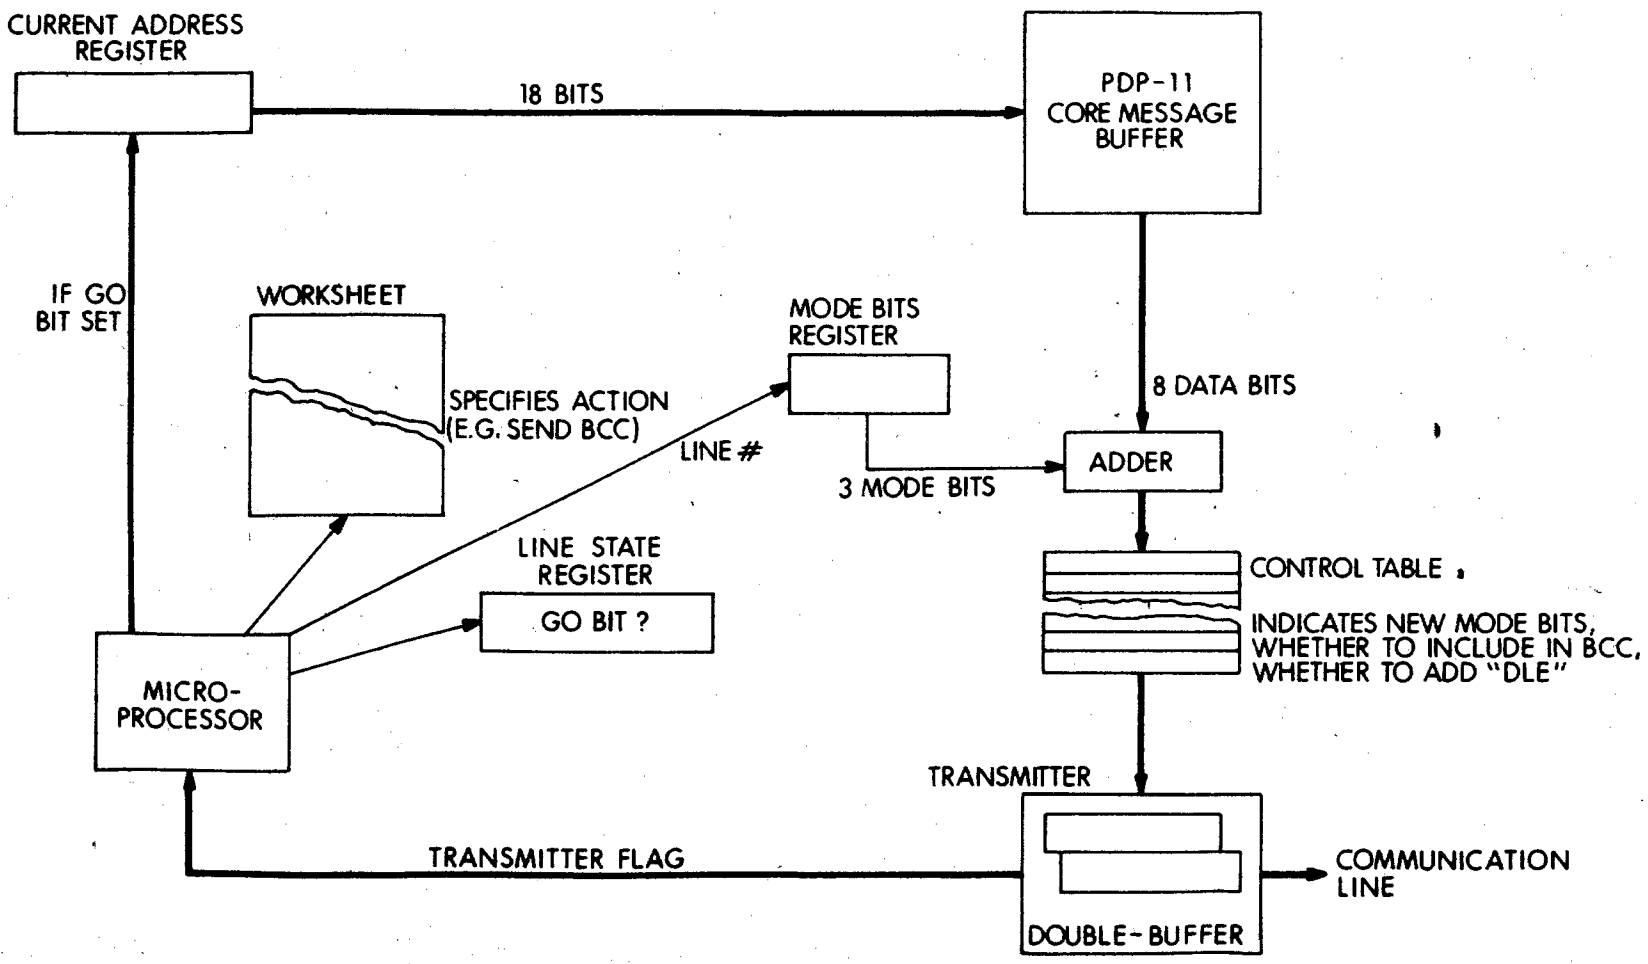 CURRENT ADDRESS
REGISTER
18 BITS
PDP-11
CORE MESSAGE
BUFFER
IF GO
BIT SET
WORKSHEET
SPECIFIES ACTION
(E.G. SEND BCC)
MODE BITS
REGISTER
LINE #
3 MODE BITS
8 DATA BITS
ADDER
LINE STATE
REGISTER
GO BIT ?
CONTROL TABLE
INDICATES NEW MODE BITS,
WHETHER TO INCLUDE IN BCC,
WHETHER TO ADD "DLE"
MICRO-
PROCESSOR
TRANSMITTER
TRANSMITTER FLAG
DOUBLE-BUFFER
COMMUNICATION
LINE